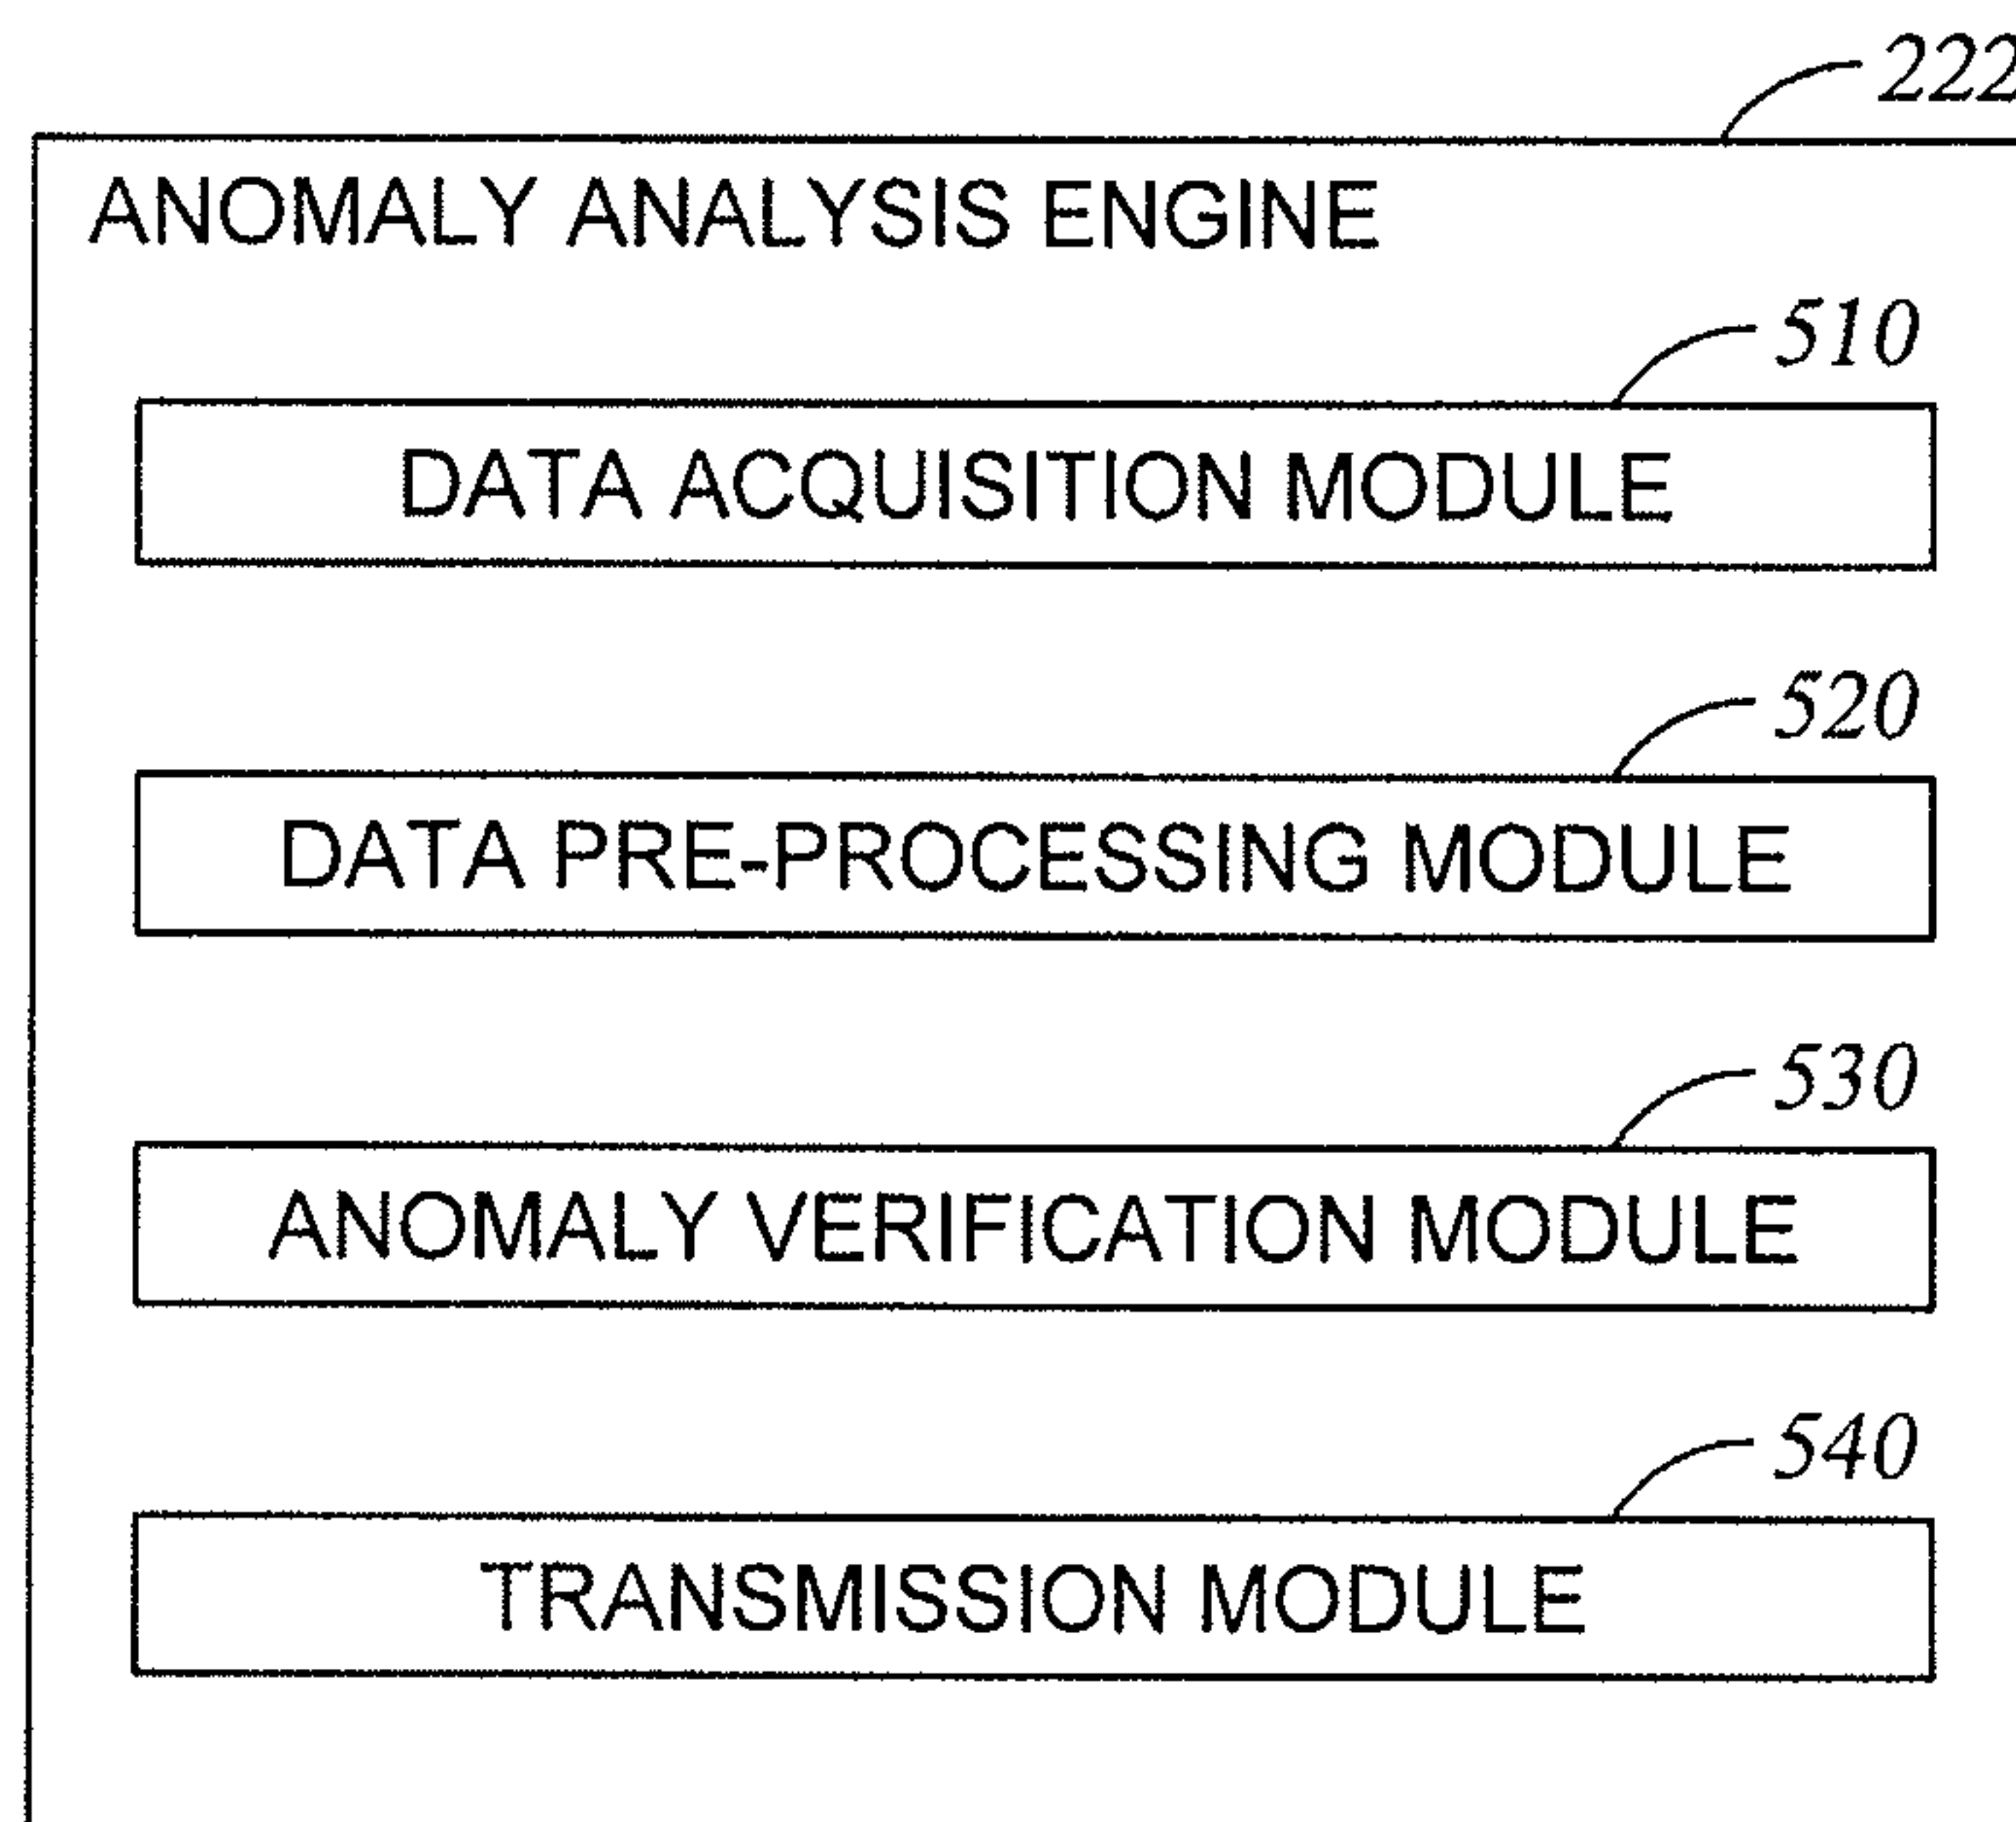 222
ANOMALY ANALYSIS ENGINE
510
DATA ACQUISITION MODULE
520
DATA PRE-PROCESSING MODULE
530
ANOMALY VERIFICATION MODULE
540
TRANSMISSION MODULE